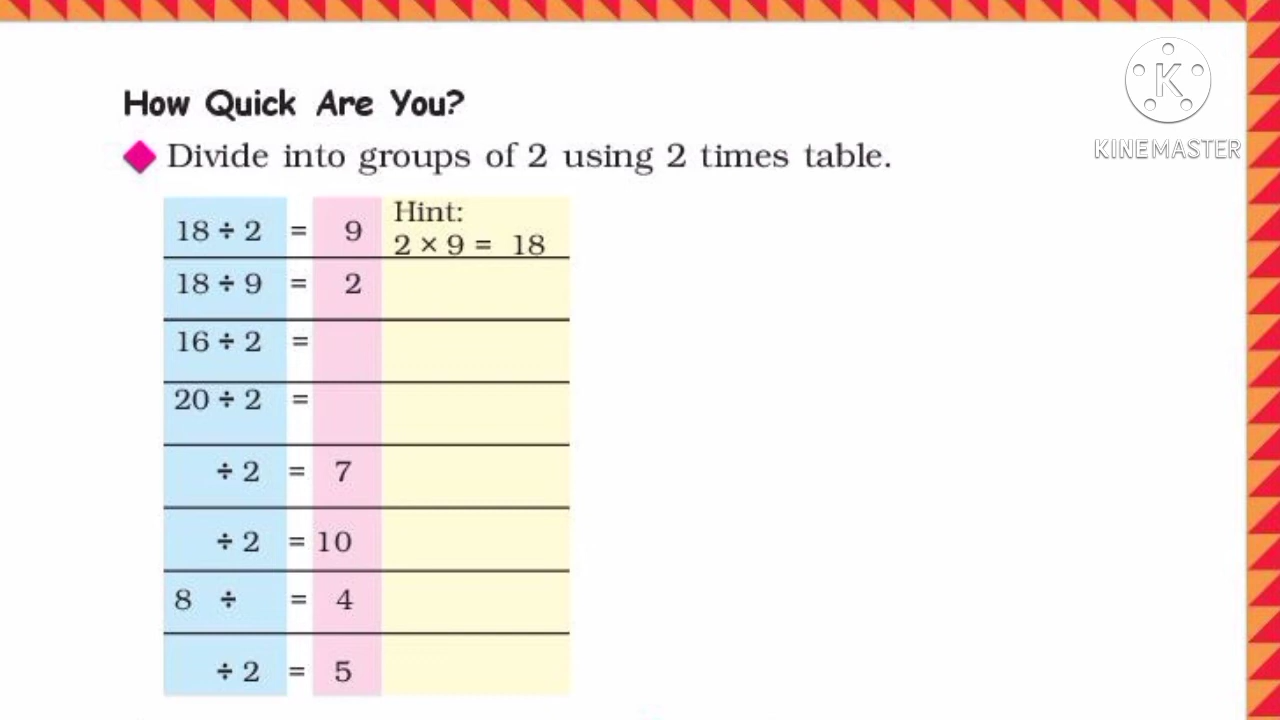 How Quick Are You?
Divide into groups of 2 using 2 times table.
18 ÷ 2 = 9 Hint:
2 × 9 = 18
18 ÷ 9 = 2
16 ÷ 2 =
20 ÷ 2 =
÷ 2 = 7
÷ 2 = 10
8 ÷ = 4
÷ 2 = 5
K
KINEMASTER